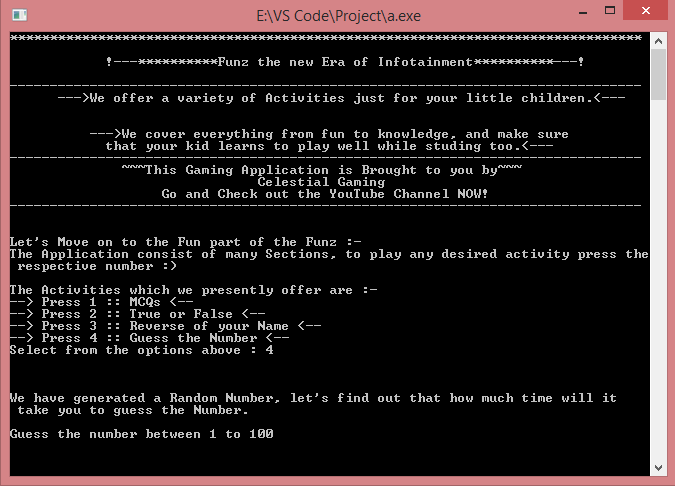 E:\VS Code\Project\a.exe
*******************************************************************************
!---**********Funz the new Era of Infotainment**********---!
-------------------------------------------------------------------------------
--->We offer a variety of Activities just for your little children.<---
--->We cover everything from fun to knowledge, and make sure
that your kid learns to play well while studing too.<---
-------------------------------------------------------------------------------
~~~This Gaming Application is Brought to you by~~~
Celestial Gaming
Go and Check out the YouTube Channel NOW!
-------------------------------------------------------------------------------
Let's Move on to the Fun part of the Funz :-
The Application consist of many Sections, to play any desired activity press the
respective number :)
The Activities which we presently offer are :-
--> Press 1 :: MCQs <--
--> Press 2 :: True or False <--
--> Press 3 :: Reverse of your Name <--
--> Press 4 :: Guess the Number <--
Select from the options above : 4
We have generated a Random Number, let's find out that how much time will it
take you to guess the Number.
Guess the number between 1 to 100